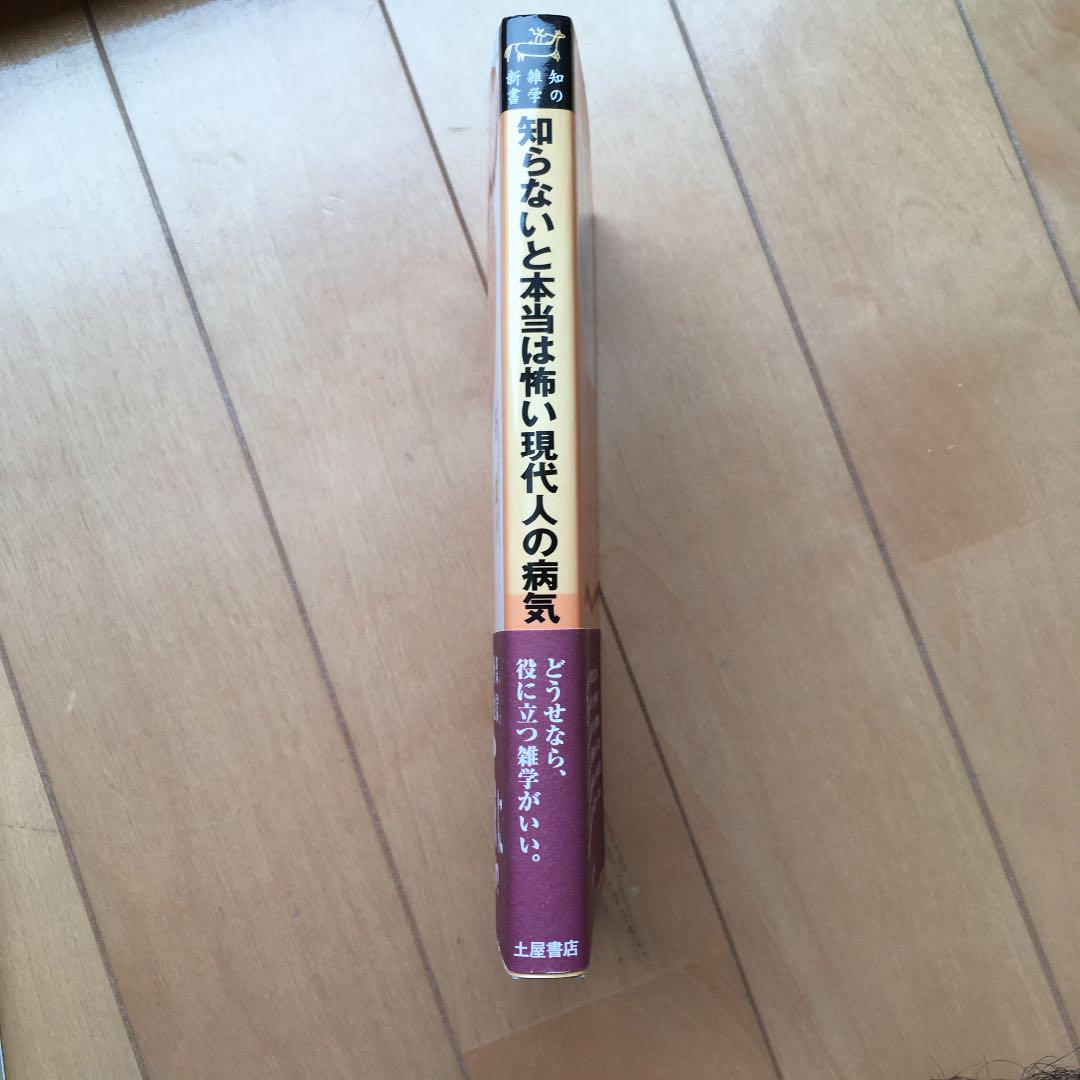 知の
雑学
新書
知らないと本当は怖い現代人の病気
どうせなら、
役に立つ雑学がいい。
土屋書店